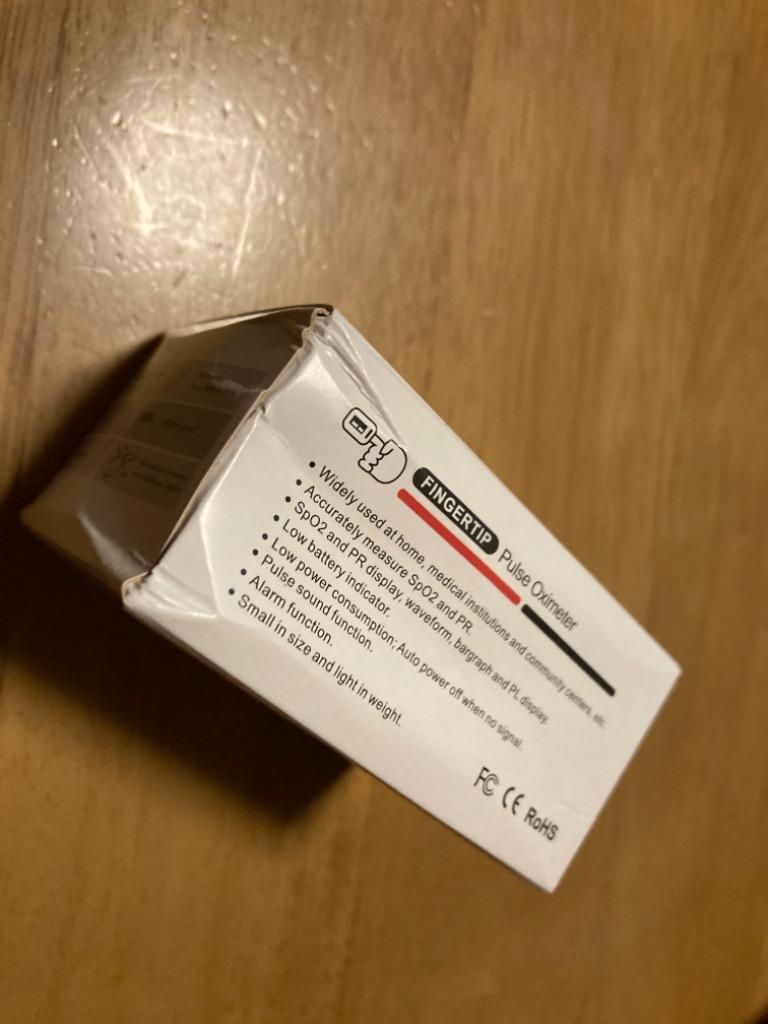 FINGERTIP Pulse Oximeter
• Widely used at home, medical institutions and community centers, etc.
• Accurately measure SpO2 and PR.
• SpO2 and PR display, waveform, bargraph and PL display.
• Low battery indicator.
• Low power consumption; Auto power off when no signal.
• Pulse sound function.
• Alarm function.
• Small in size and light in weight.
FC CE RoHS